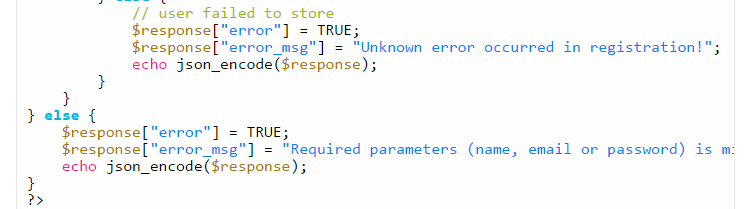 } else {
// user failed to store
$response["error"] = TRUE;
$response["error_msg"] = "Unknown error occurred in registration!";
echo json_encode($response);
}
}
} else {
$response["error"] = TRUE;
$response["error_msg"] = "Required parameters (name, email or password) is mi
echo json_encode($response);
}
?>